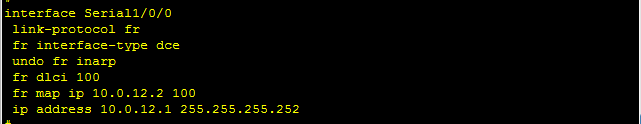 #
interface Serial1/0/0
link-protocol fr
fr interface-type dce
undo fr inarp
fr dlci 100
fr map ip 10.0.12.2 100
ip address 10.0.12.1 255.255.255.252
#